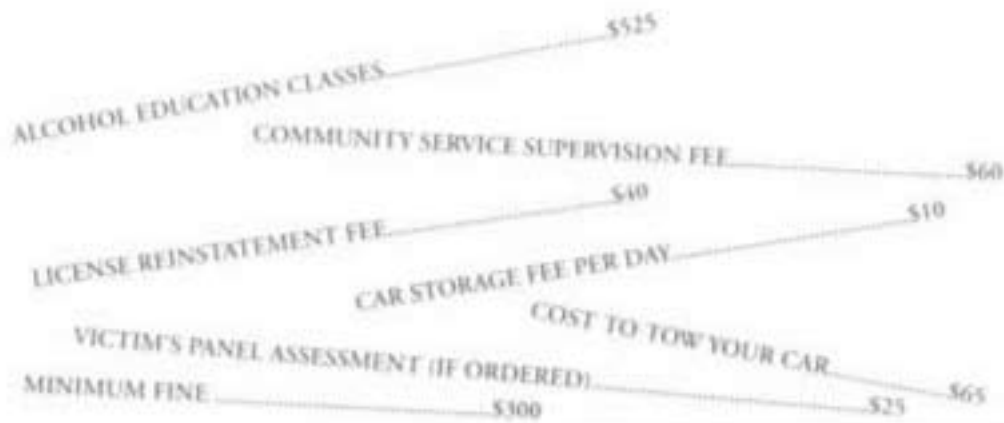 ALCOHOL EDUCATION CLASSES........$525
COMMUNITY SERVICE SUPERVISION FEE........$60
LICENSE REINSTATEMENT FEE........$40
CAR STORAGE FEE PER DAY........$10
COST TO TOW YOUR CAR........$65
VICTIM'S PANEL ASSESSMENT (IF ORDERED)........$25
MINIMUM FINE........$300